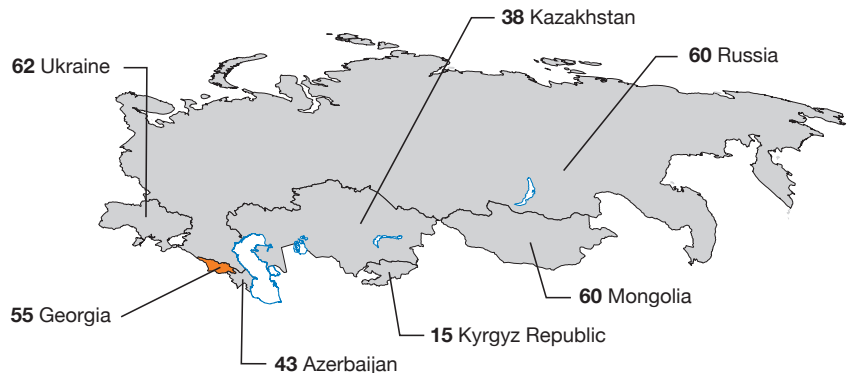 38 Kazakhstan
62 Ukraine
60 Russia
55 Georgia
60 Mongolia
15 Kyrgyz Republic
43 Azerbaijan